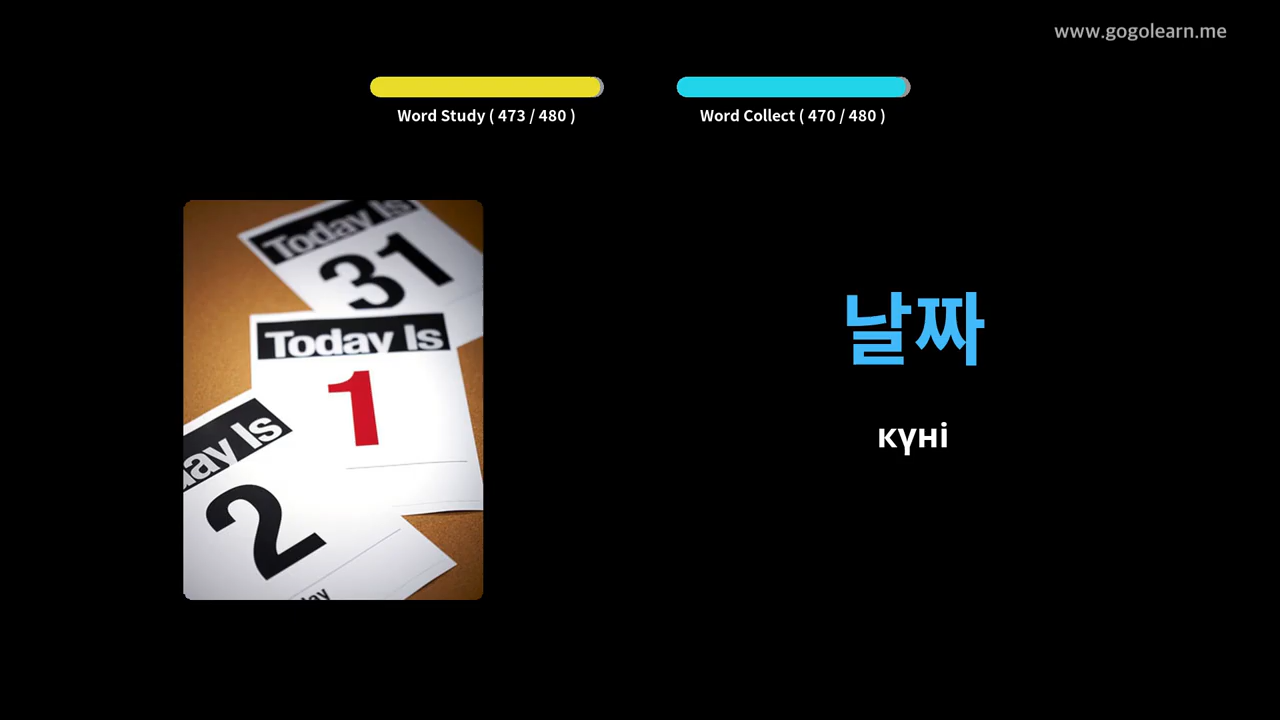 www.gogolearn.me
Word Study ( 473 / 480 )
Word Collect ( 470 / 480 )
Today Is
31
Today Is
1
day Is
2
날짜
күні